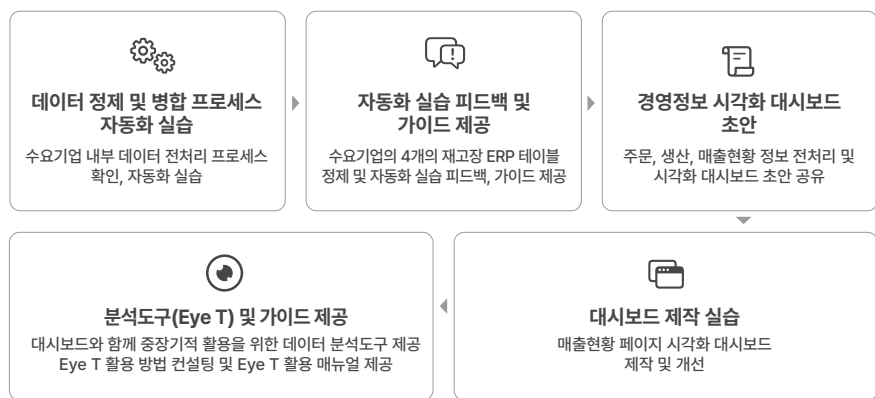 데이터 정제 및 병합 프로세스
자동화 실습
수요기업 내부 데이터 전처리 프로세스
확인, 자동화 실습
자동화 실습 피드백 및
가이드 제공
수요기업의 4개의 재고장 ERP 테이블
정제 및 자동화 실습 피드백, 가이드 제공
경영정보 시각화 대시보드
초안
주문, 생산, 매출현황 정보 전처리 및
시각화 대시보드 초안 공유
대시보드 제작 실습
매출현황 페이지 시각화 대시보드
제작 및 개선
분석도구(Eye T) 및 가이드 제공
대시보드와 함께 중장기적 활용을 위한 데이터 분석도구 제공
Eye T 활용 방법 컨설팅 및 Eye T 활용 매뉴얼 제공